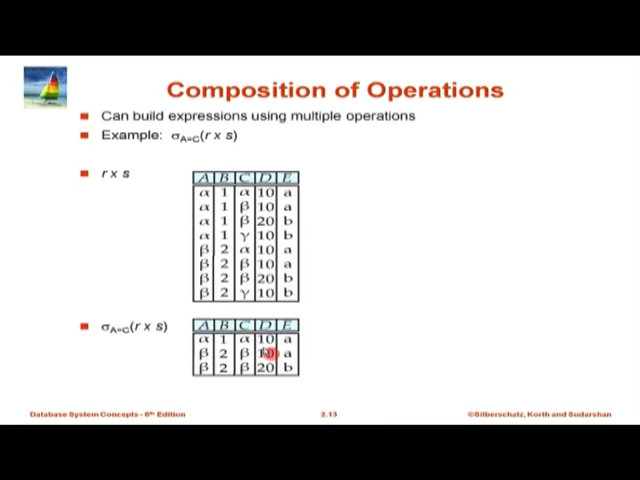 Composition of Operations
Can build expressions using multiple operations
Example: σA=C(r x s)
r x s
A B C D E
α 1 α 10 a
α 1 β 10 a
α 1 β 20 b
α 1 γ 10 b
β 2 α 10 a
β 2 β 10 a
β 2 β 20 b
β 2 γ 10 b
σA=C(r x s)
A B C D E
α 1 α 10 a
β 2 β 10 a
β 2 β 20 b
Database System Concepts - 6th Edition 2.13 ©Silberschatz, Korth and Sudarshan